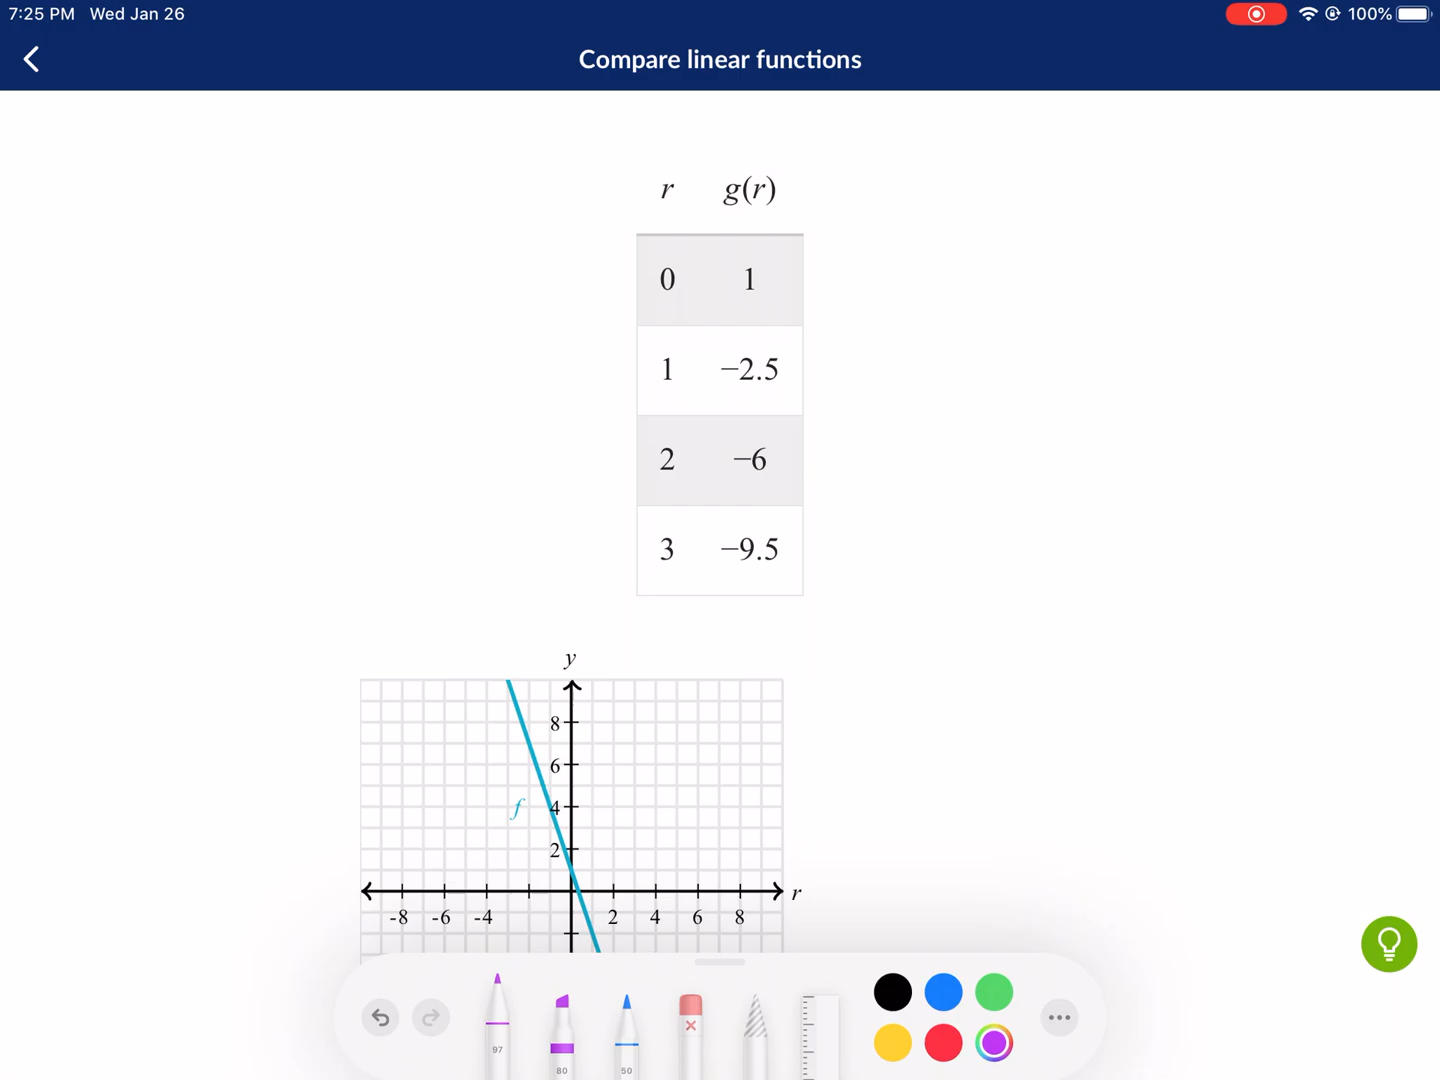 7:25 PM Wed Jan 26 100%
Compare linear functions
r g(r)
0 1
1 −2.5
2 −6
3 −9.5
y
8
6
f 4
2
r
-8 -6 -4 2 4 6 8
97 80 50